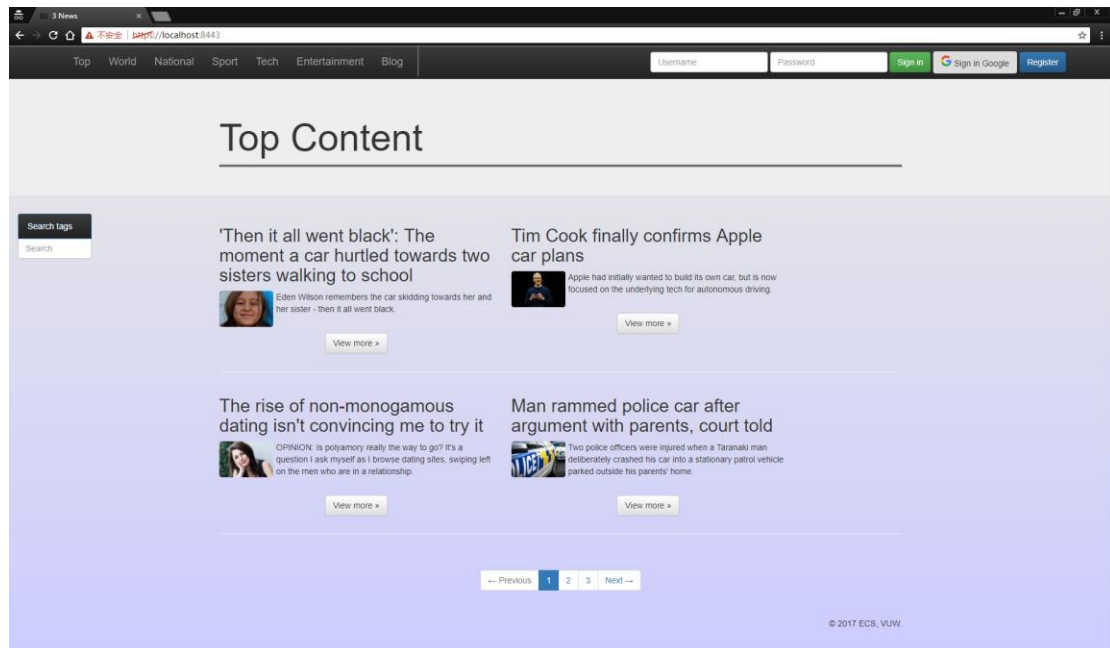 3 News
不安全 | https://localhost:8443
Top World National Sport Tech Entertainment Blog
Username Password Sign in Sign in Google Register
Top Content
Search tags
Search
'Then it all went black': The
moment a car hurtled towards two
sisters walking to school
Eden Wilson remembers the car skidding towards her and
her sister - then it all went black.
View more »
Tim Cook finally confirms Apple
car plans
Apple had initially wanted to build its own car, but is now
focused on the underlying tech for autonomous driving.
View more »
The rise of non-monogamous
dating isn't convincing me to try it
OPINION: Is polyamory really the way to go? It's a
question I ask myself as I browse dating sites, swiping left
on the men who are in a relationship.
View more »
Man rammed police car after
argument with parents, court told
Two police officers were injured when a Taranaki man
deliberately crashed his car into a stationary patrol vehicle
parked outside his parents' home.
View more »
← Previous 1 2 3 Next →
© 2017 ECS, VUW